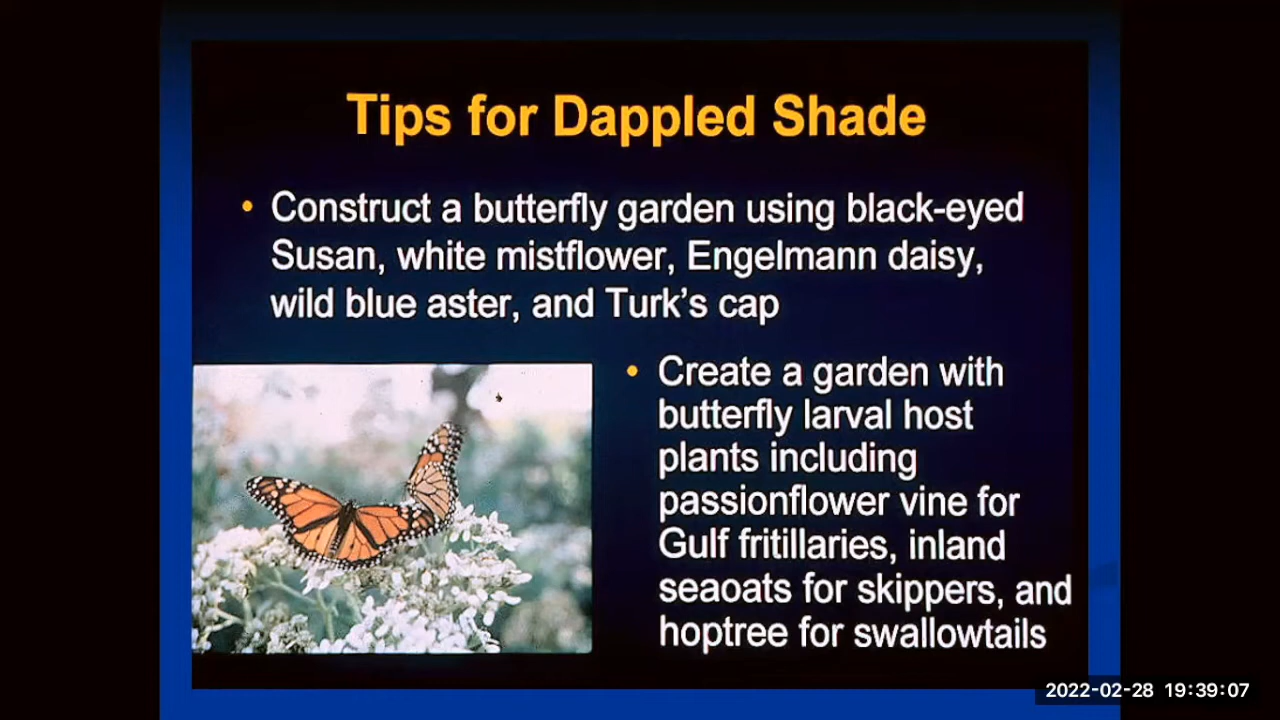 Tips for Dappled Shade
• Construct a butterfly garden using black-eyed
Susan, white mistflower, Engelmann daisy,
wild blue aster, and Turk’s cap
• Create a garden with
butterfly larval host
plants including
passionflower vine for
Gulf fritillaries, inland
seaoats for skippers, and
hoptree for swallowtails
2022-02-28 19:39:07